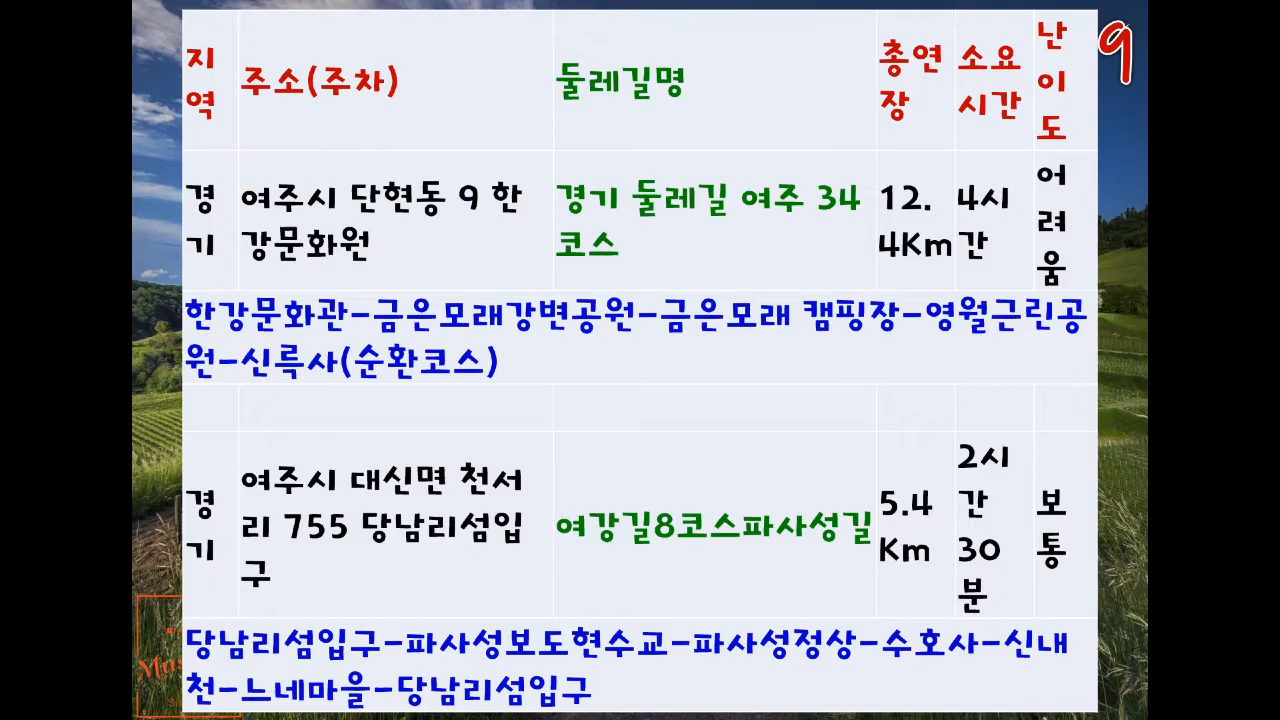 지역 주소(주차) 둘레길명 총연장 소요시간 난이도
9
경기 여주시 단현동 9 한강문화원 경기 둘레길 여주 34코스 12.4Km 4시간 어려움
한강문화관-금은모래강변공원-금은모래 캠핑장-영월근린공
원-신륵사(순환코스)
경기 여주시 대신면 천서리 755 당남리섬입구 여강길8코스파사성길 5.4Km 2시간30분 보통
당남리섬입구-파사성보도현수교-파사성정상-수호사-신내
천-느네마을-당남리섬입구